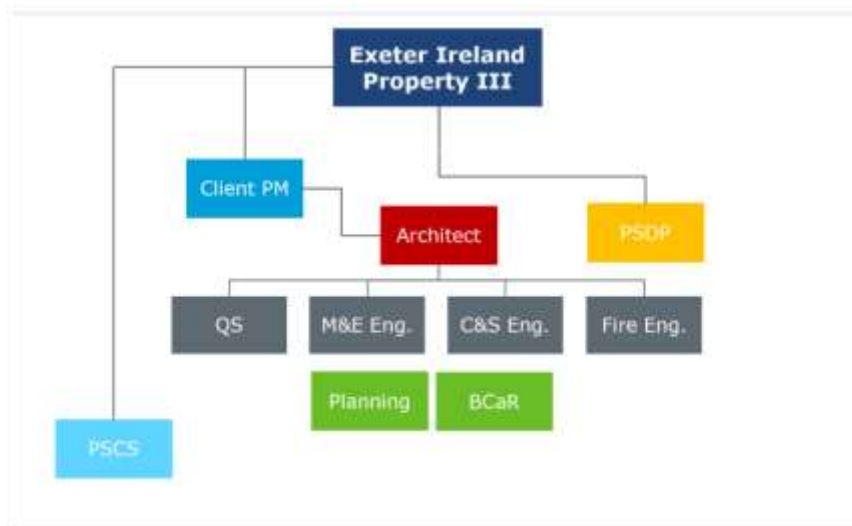 Exeter Ireland
Property III
Client PM
Architect
PSDP
QS
M&E Eng.
C&S Eng.
Fire Eng.
Planning
BCaR
PSCS